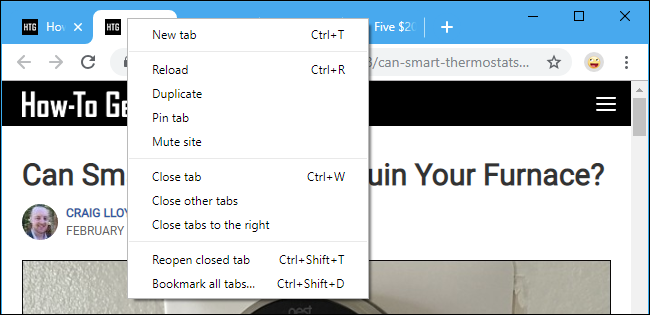 HTG
How
HTG
Five $20
3/can-smart-thermostats...
New tab Ctrl+T
Reload Ctrl+R
Duplicate
Pin tab
Mute site
Close tab Ctrl+W
Close other tabs
Close tabs to the right
Reopen closed tab Ctrl+Shift+T
Bookmark all tabs... Ctrl+Shift+D
How-To Ge
Can Sm uin Your Furnace?
CRAIG LLOY
FEBRUARY
nest